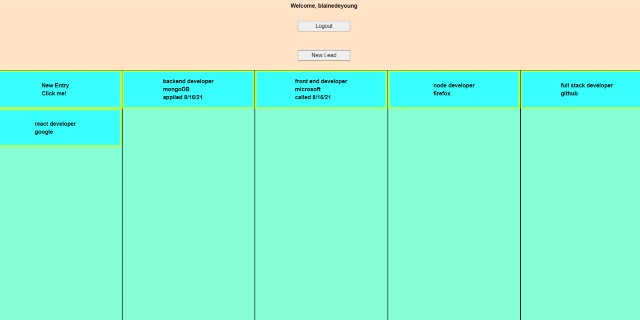 Welcome, blainedeyoung
Logout
New Lead
New Entry
Click me!
backend developer
mongoDB
applied 8/16/21
front end developer
microsoft
called 8/16/21
node developer
firefox
full stack developer
github
react developer
google